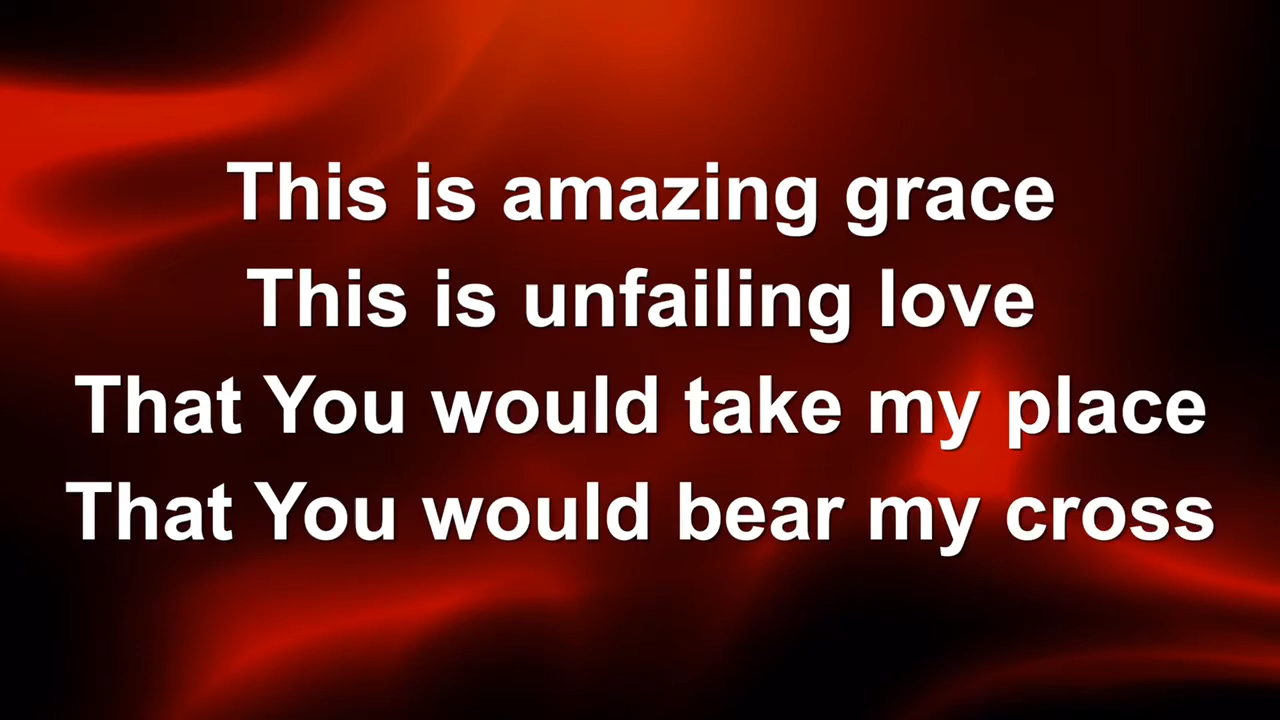 This is amazing grace
This is unfailing love
That You would take my place
That You would bear my cross